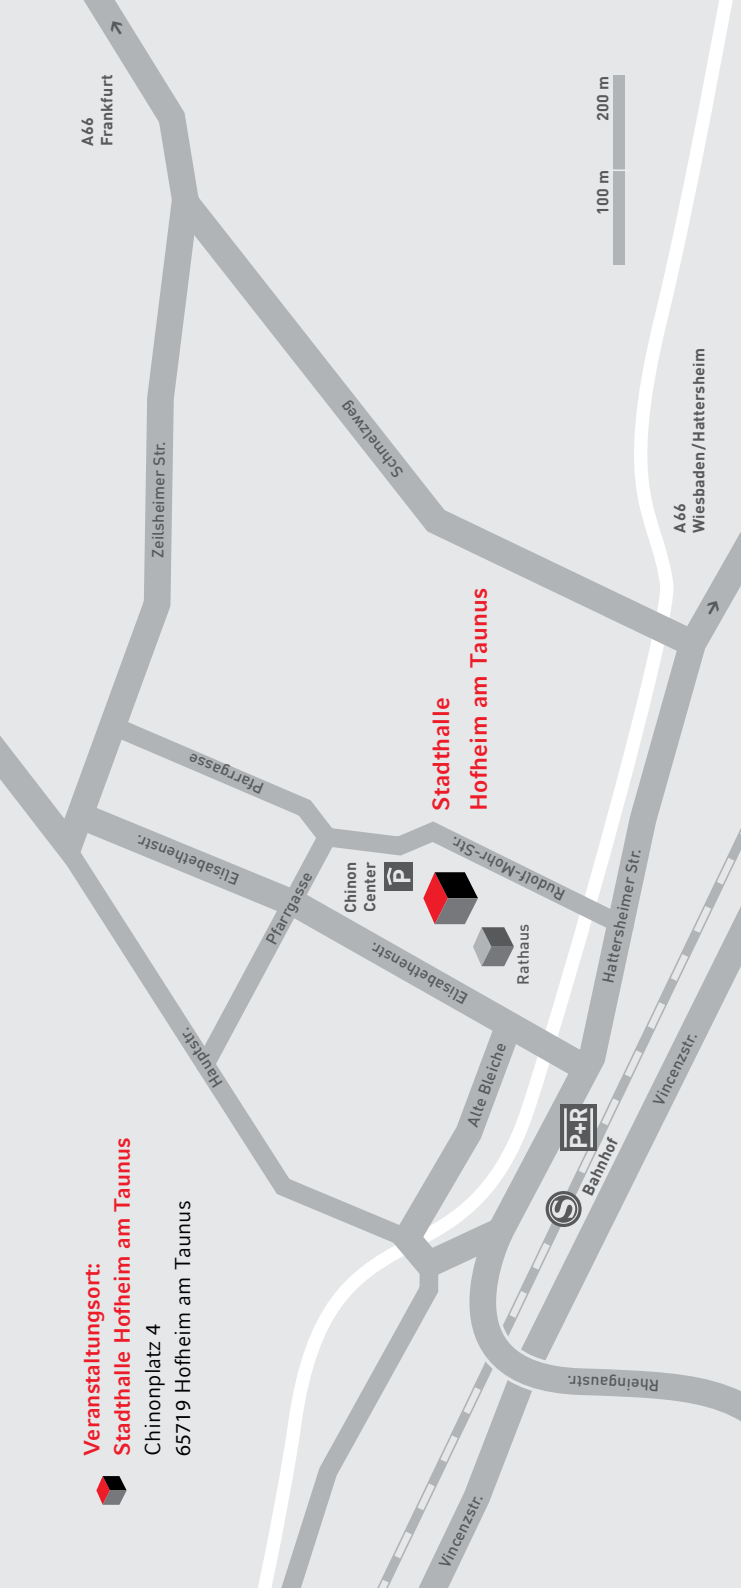 Veranstaltungsort:
Stadthalle Hofheim am Taunus
Chinonplatz 4
65719 Hofheim am Taunus
A66
Frankfurt
Zeilsheimer Str.
Schmelzweg
100 m
200 m
A 66
Wiesbaden/Hattersheim
Pfarrgasse
Elisabethenstr.
Pfarrgasse
Hauptstr.
Chinon
Center
P
Stadthalle
Hofheim am Taunus
Rudolf-Mohr-Str.
Rathaus
Elisabethenstr.
Alte Bleiche
Hattersheimer Str.
P+R
S
Bahnhof
Vincenzstr.
Rheingaustr.
Vincenzstr.